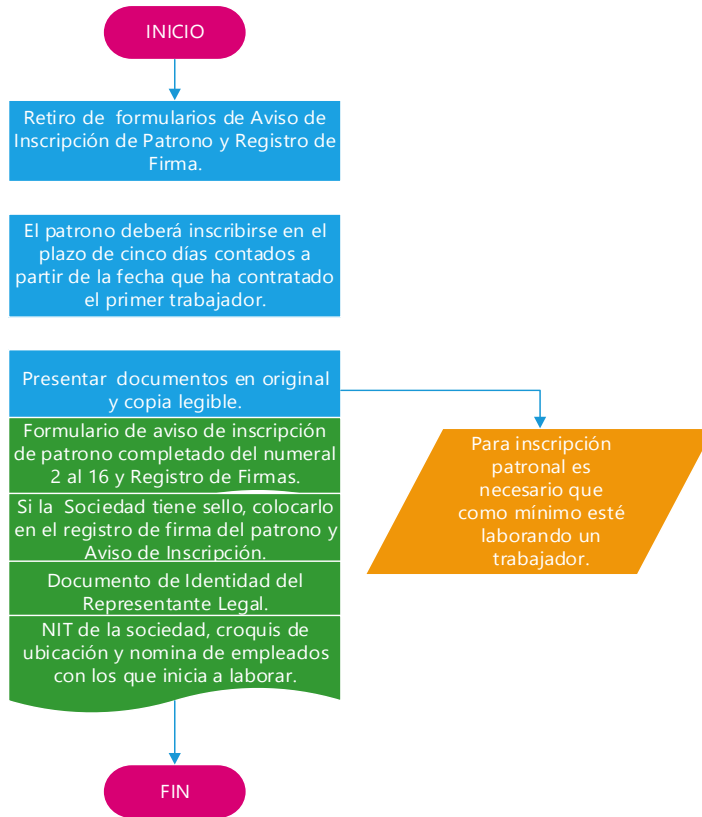 INICIO
Retiro de formularios de Aviso de
Inscripción de Patrono y Registro de
Firma.
El patrono deberá inscribirse en el
plazo de cinco días contados a
partir de la fecha que ha contratado
el primer trabajador.
Presentar documentos en original
y copia legible.
Formulario de aviso de inscripción
de patrono completado del numeral
2 al 16 y Registro de Firmas.
Si la Sociedad tiene sello, colocarlo
en el registro de firma del patrono y
Aviso de Inscripción.
Documento de Identidad del
Representante Legal.
NIT de la sociedad, croquis de
ubicación y nomina de empleados
con los que inicia a laborar.
Para inscripción
patronal es
necesario que
como mínimo esté
laborando un
trabajador.
FIN